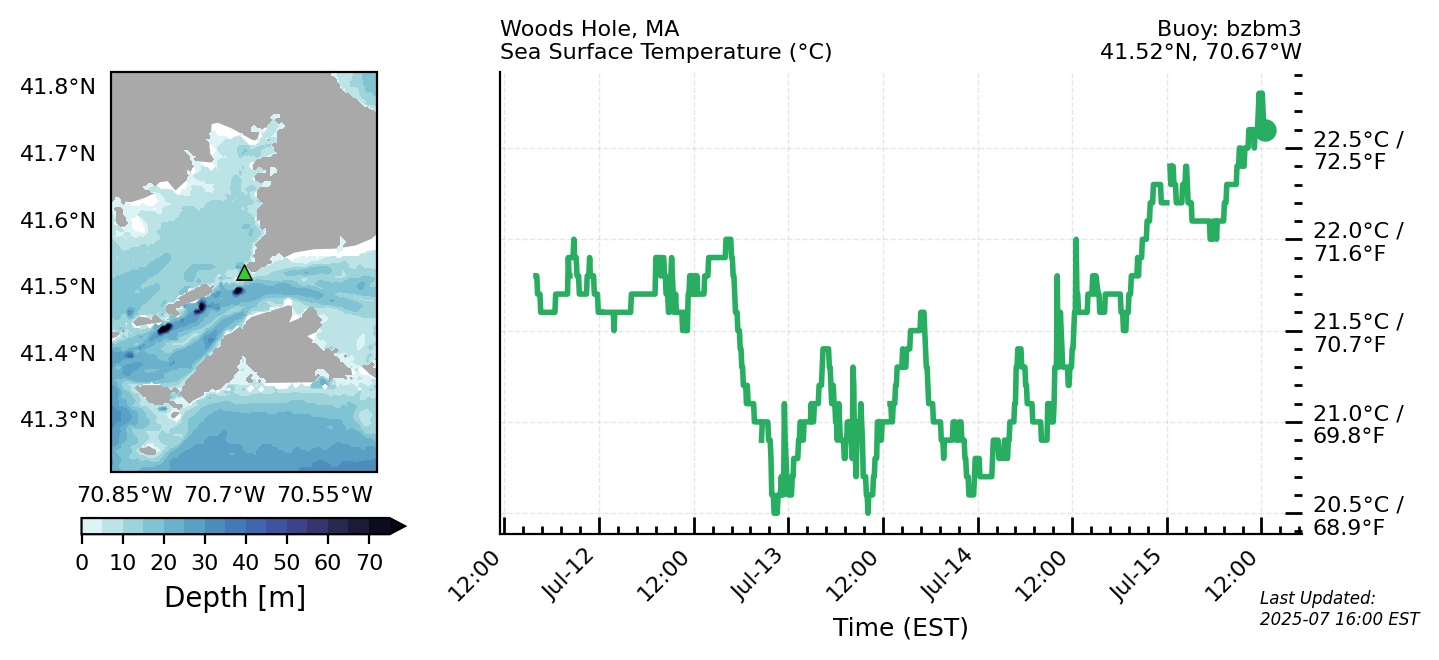 Woods Hole, MA
Sea Surface Temperature (°C)
Buoy: bzbm3
41.52°N, 70.67°W
41.8°N
41.7°N
41.6°N
41.5°N
41.4°N
41.3°N
70.85°W 70.7°W 70.55°W
0 10 20 30 40 50 60 70
Depth [m]
22.5°C /
72.5°F
22.0°C /
71.6°F
21.5°C /
70.7°F
21.0°C /
69.8°F
20.5°C /
68.9°F
12:00 Jul-12 12:00 Jul-13 12:00 Jul-14 12:00 Jul-15 12:00
Time (EST)
Last Updated:
2025-07 16:00 EST